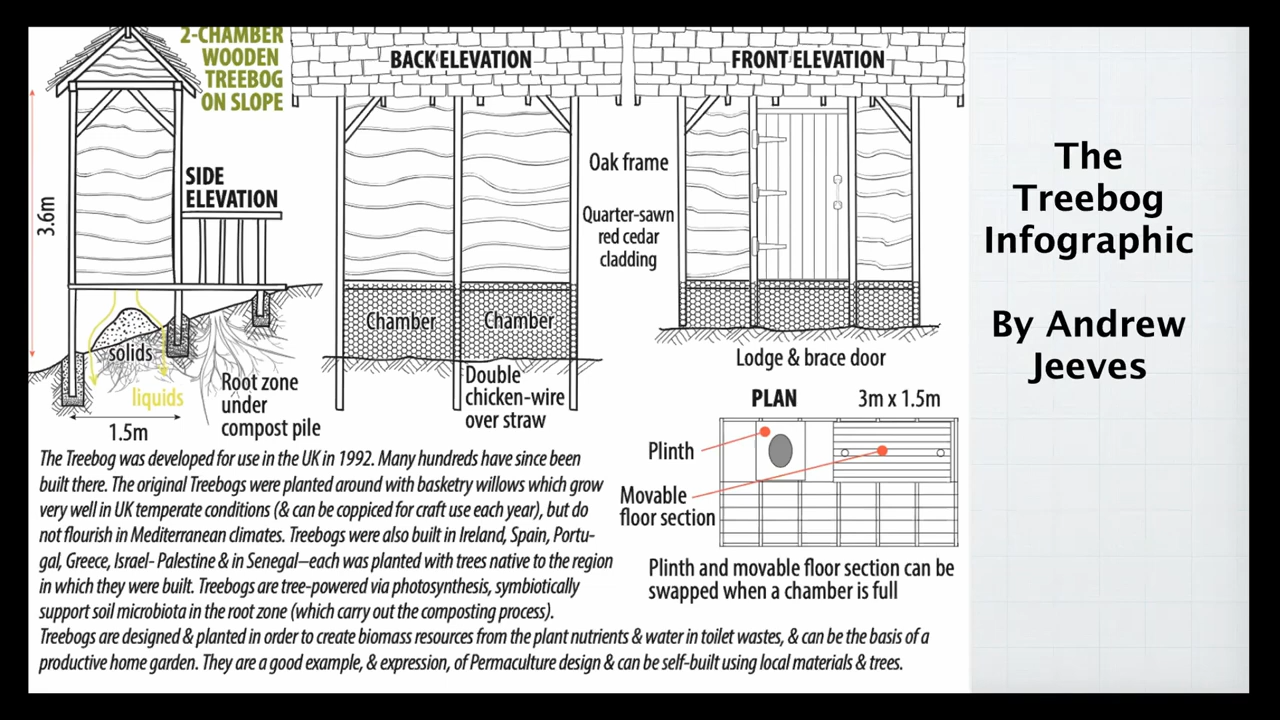 2-CHAMBER
WOODEN
TREEBOG
ON SLOPE
SIDE
ELEVATION
3.6m
solids
liquids
1.5m
Root zone
under
compost pile
BACK ELEVATION
Chamber
Chamber
Double
chicken-wire
over straw
Oak frame
Quarter-sawn
red cedar
cladding
FRONT ELEVATION
Lodge & brace door
PLAN
3m x 1.5m
Plinth
Movable
floor section
Plinth and movable floor section can be
swapped when a chamber is full
The Treebog was developed for use in the UK in 1992. Many hundreds have since been
built there. The original Treebogs were planted around with basketry willows which grow
very well in UK temperate conditions (& can be coppiced for craft use each year), but do
not flourish in Mediterranean climates. Treebogs were also built in Ireland, Spain, Portu-
gal, Greece, Israel- Palestine & in Senegal—each was planted with trees native to the region
in which they were built. Treebogs are tree-powered via photosynthesis, symbiotically
support soil microbiota in the root zone (which carry out the composting process).
Treebogs are designed & planted in order to create biomass resources from the plant nutrients & water in toilet wastes, & can be the basis of a
productive home garden. They are a good example, & expression, of Permaculture design & can be self-built using local materials & trees.
The
Treebog
Infographic
By Andrew
Jeeves